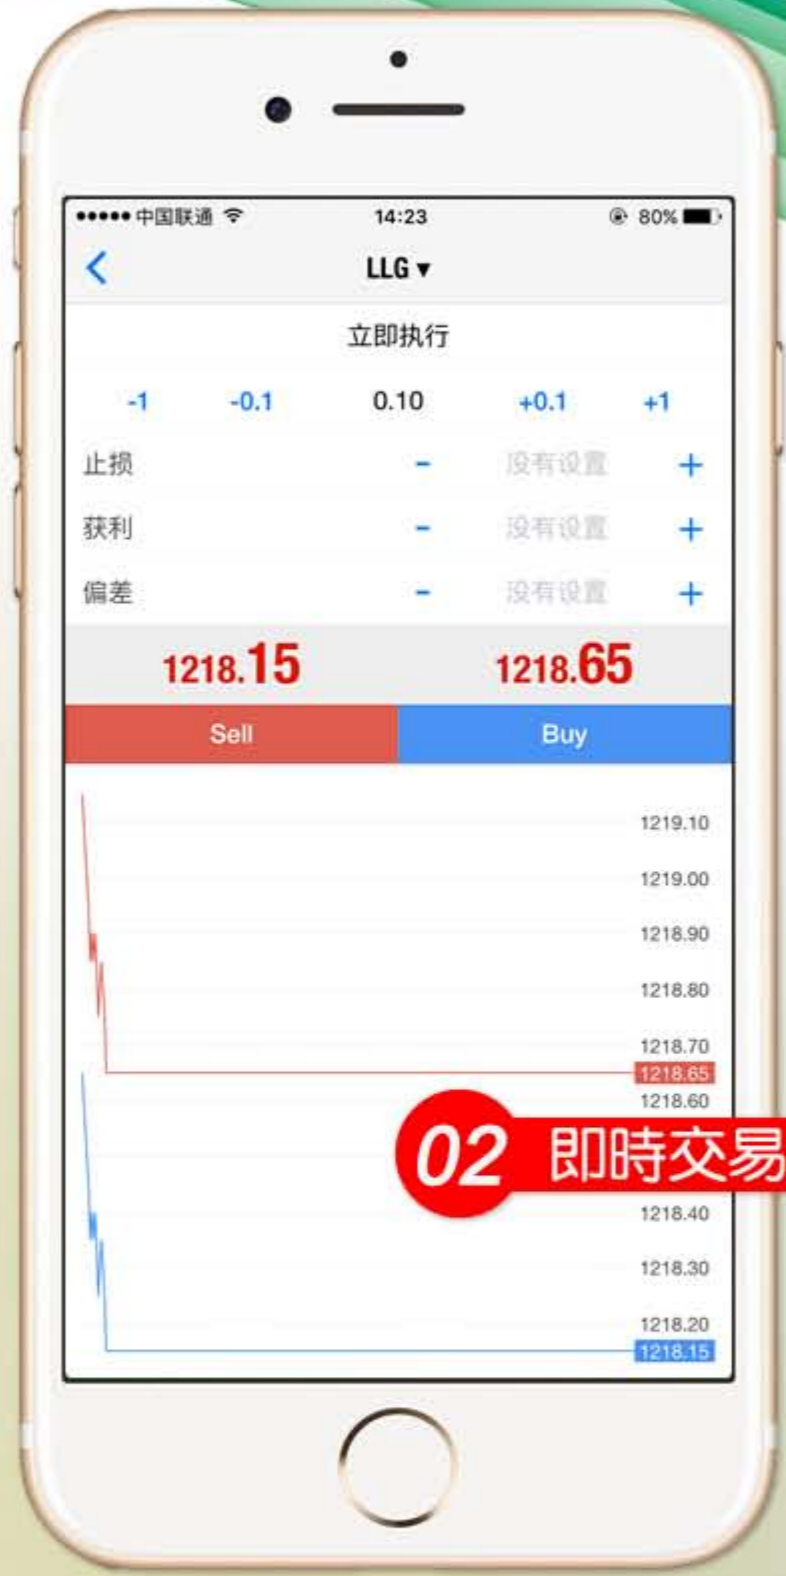 中国联通 14:23 80%
LLG
立即执行
-1 -0.1 0.10 +0.1 +1
止损 - 没有设置 +
获利 - 没有设置 +
偏差 - 没有设置 +
1218.15 1218.65
Sell Buy
1219.10
1219.00
1218.90
1218.80
1218.70
1218.65
1218.60
02 即時交易
1218.40
1218.30
1218.20
1218.15